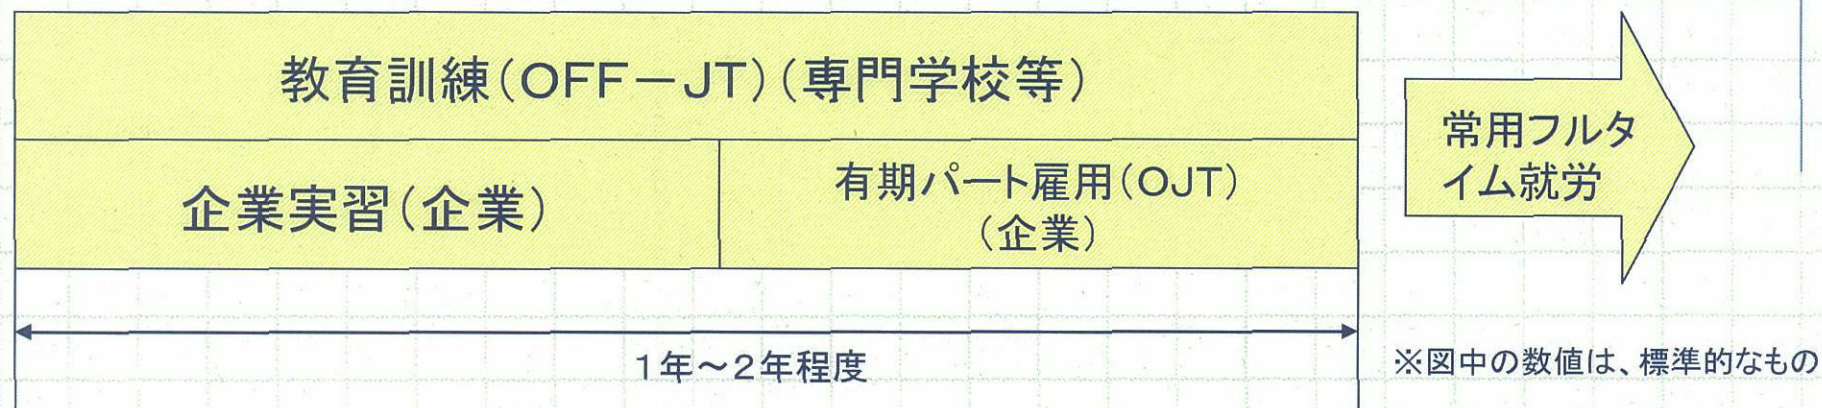 教育訓練(OFF－JT)(専門学校等)
企業実習(企業)
有期パート雇用(OJT)
(企業)
常用フルタ
イム就労
1年～2年程度
※図中の数値は、標準的なもの